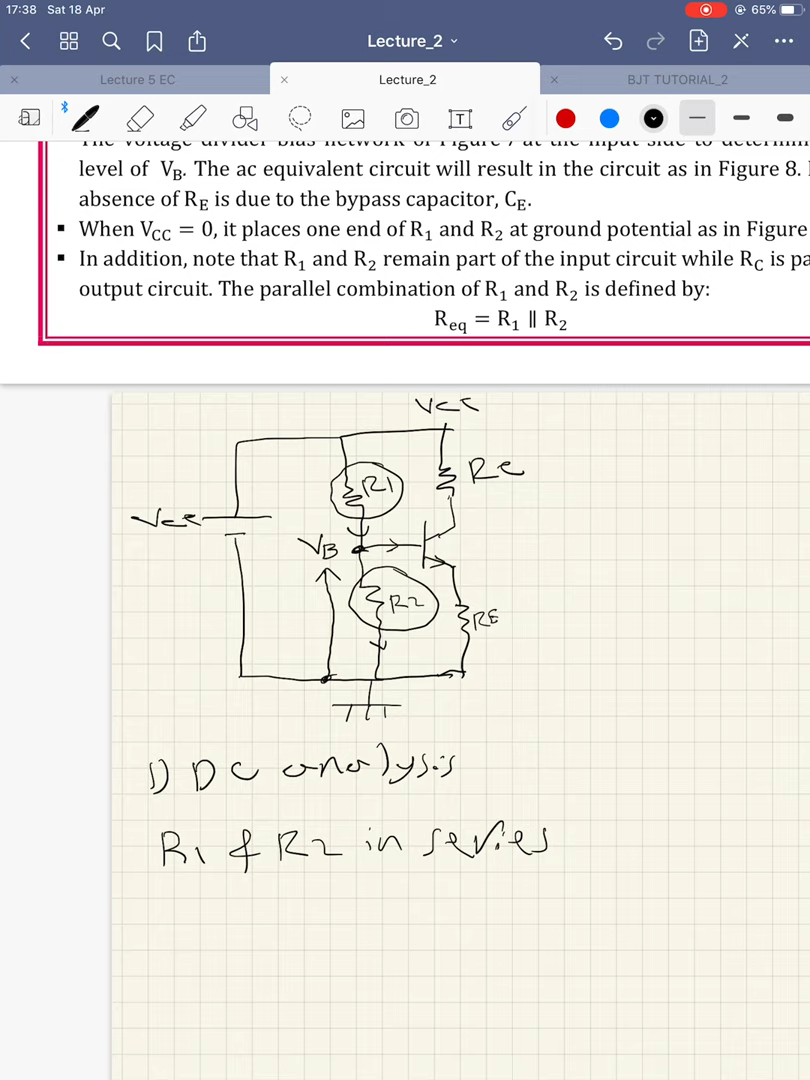 17:38 Sat 18 Apr
65%
Lecture_2
Lecture 5 EC
Lecture_2
BJT TUTORIAL_2
level of V_B. The ac equivalent circuit will result in the circuit as in Figure 8.
absence of R_E is due to the bypass capacitor, C_E.
▪ When V_CC = 0, it places one end of R_1 and R_2 at ground potential as in Figure
▪ In addition, note that R_1 and R_2 remain part of the input circuit while R_C is pa
output circuit. The parallel combination of R_1 and R_2 is defined by:
R_eq = R_1 ∥ R_2
VCC
RC
R1
VCC
VB
R2
RE
1) DC analysis
R1 & R2 in series